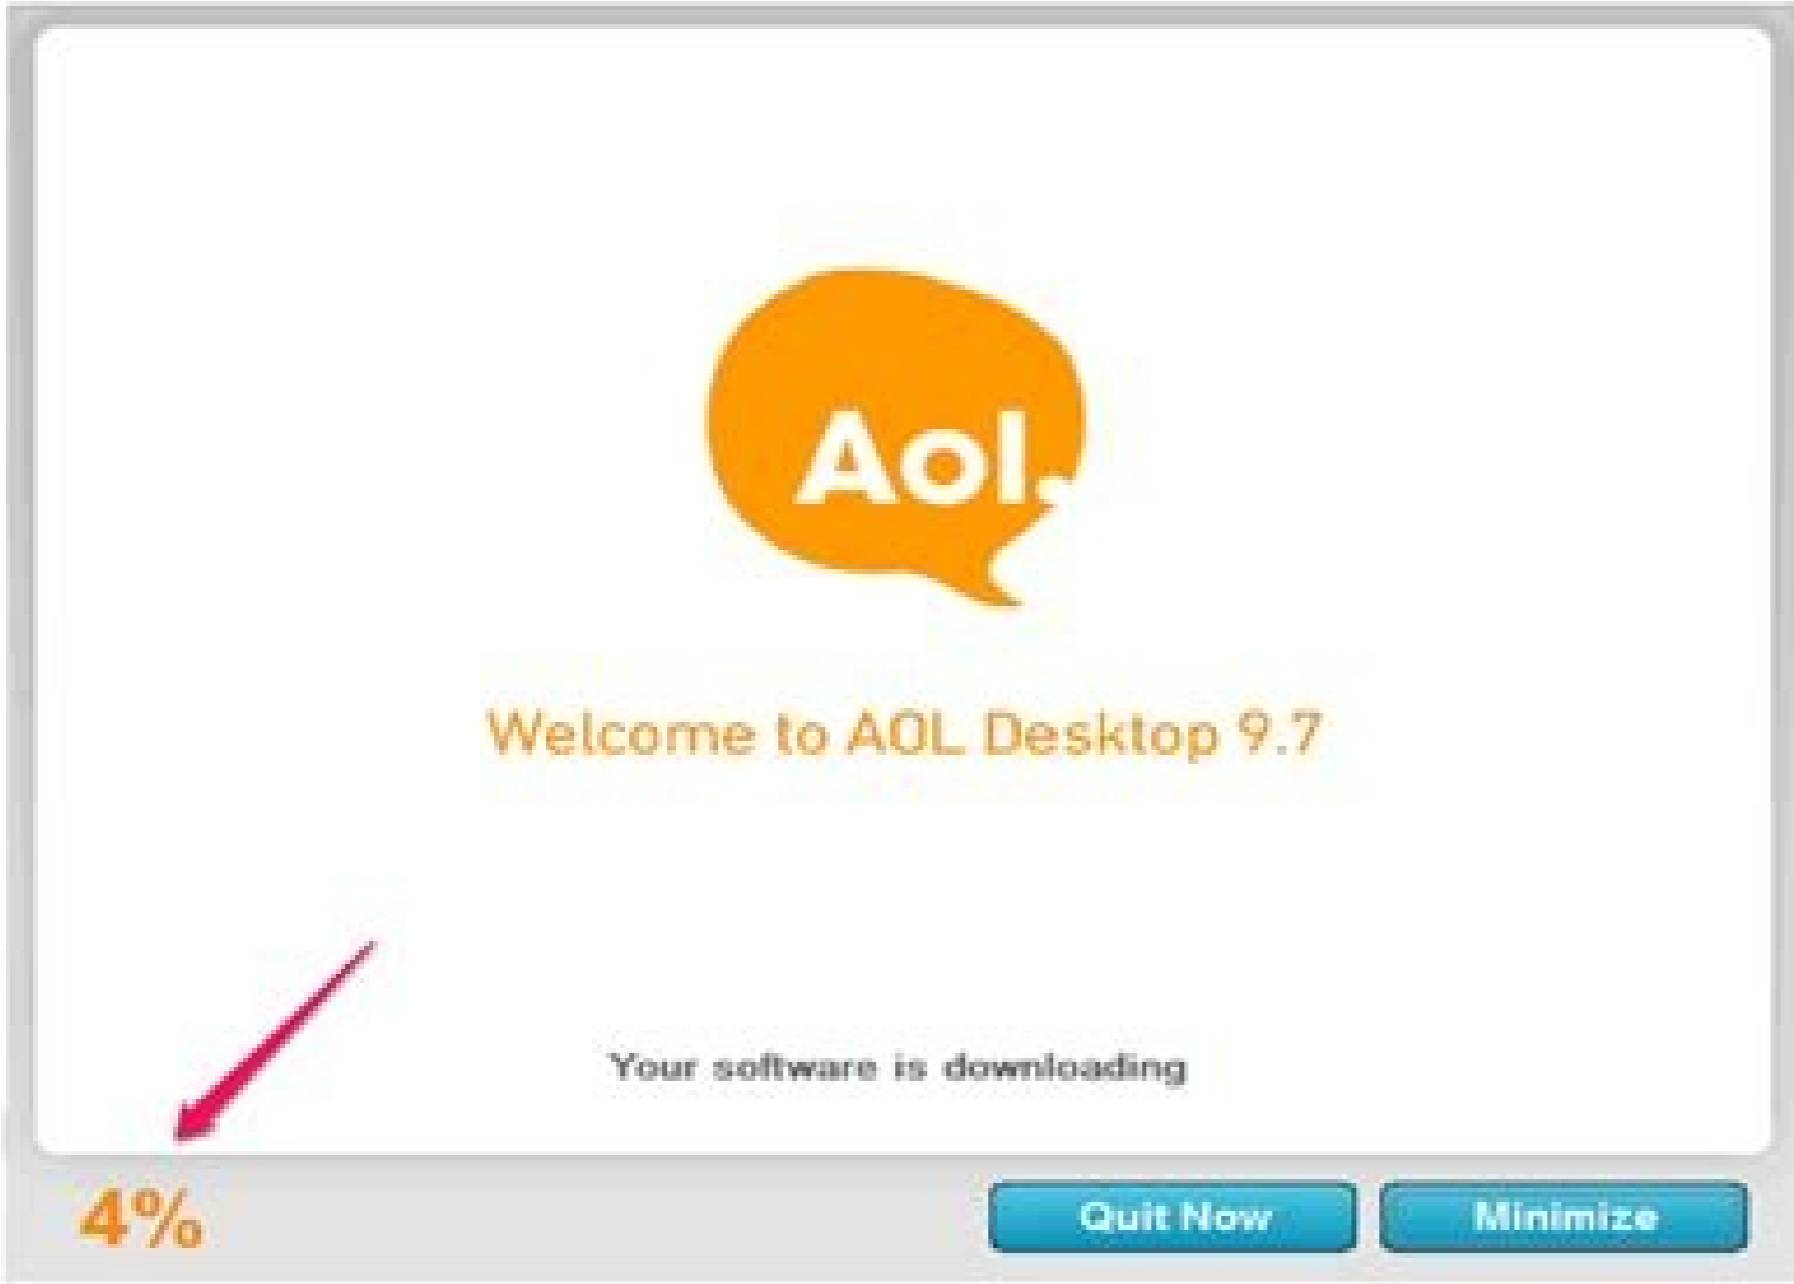 Aol.
Welcome to AOL Desktop 9.7
Your software is downloading
4%
Quit Now
Minimize